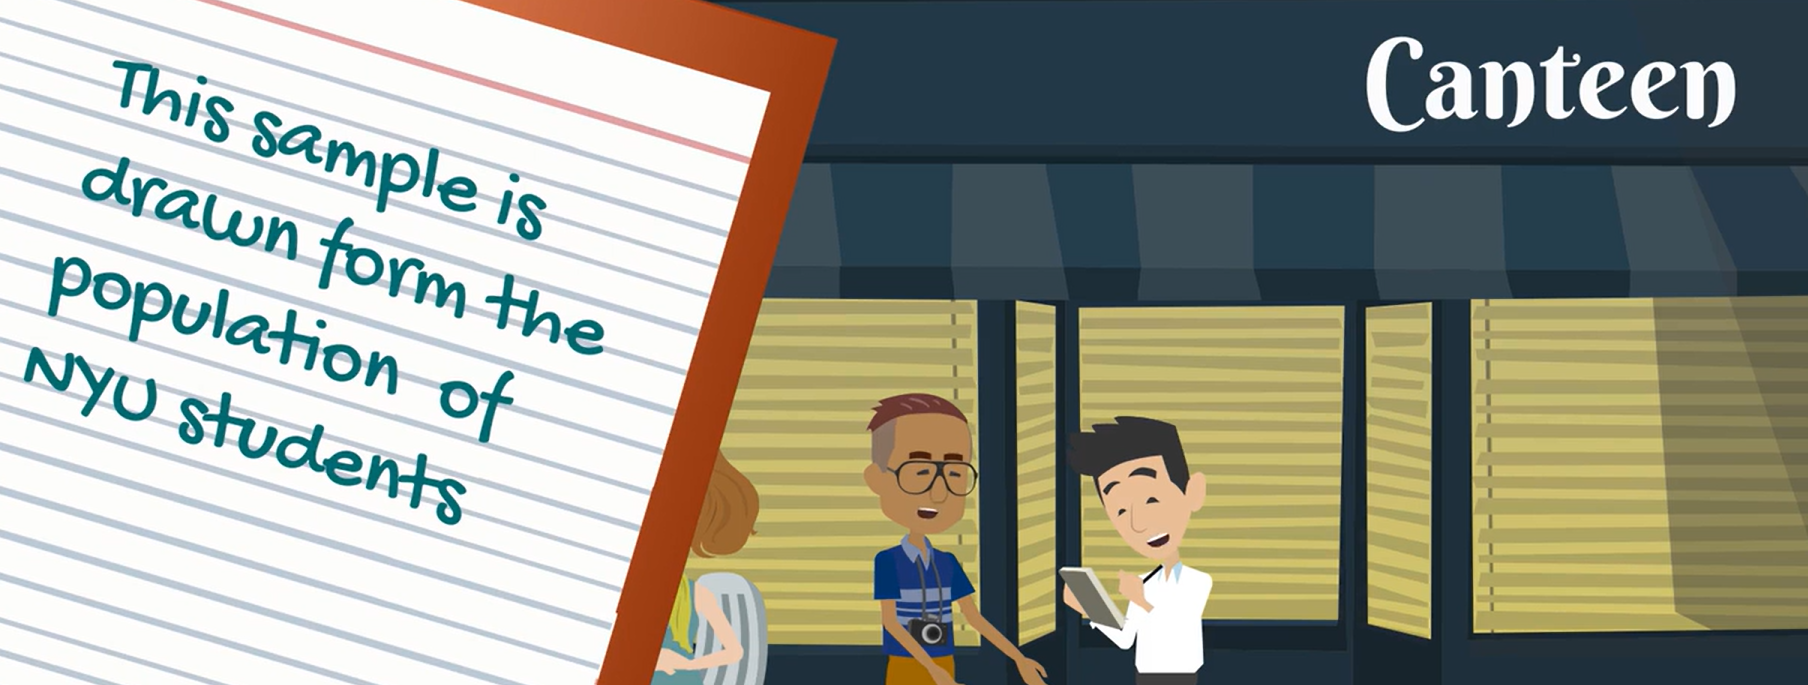 This sample is
drawn form the
population of
NYU students
Canteen